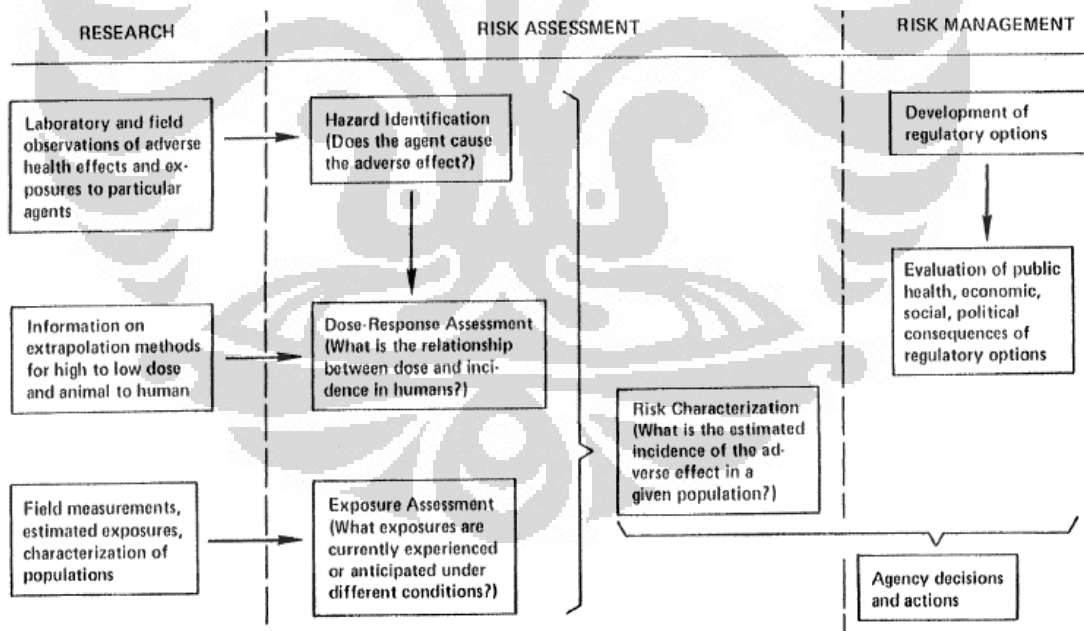 RESEARCH
RISK ASSESSMENT
RISK MANAGEMENT
Laboratory and field
observations of adverse
health effects and ex-
posures to particular
agents
Hazard Identification
(Does the agent cause
the adverse effect?)
Development of
regulatory options
Information on
extrapolation methods
for high to low dose
and animal to human
Dose-Response Assessment
(What is the relationship
between dose and inci-
dence in humans?)
Evaluation of public
health, economic,
social, political
consequences of
regulatory options
Risk Characterization
(What is the estimated
incidence of the ad-
verse effect in a
given population?)
Field measurements,
estimated exposures,
characterization of
populations
Exposure Assessment
(What exposures are
currently experienced
or anticipated under
different conditions?)
Agency decisions
and actions